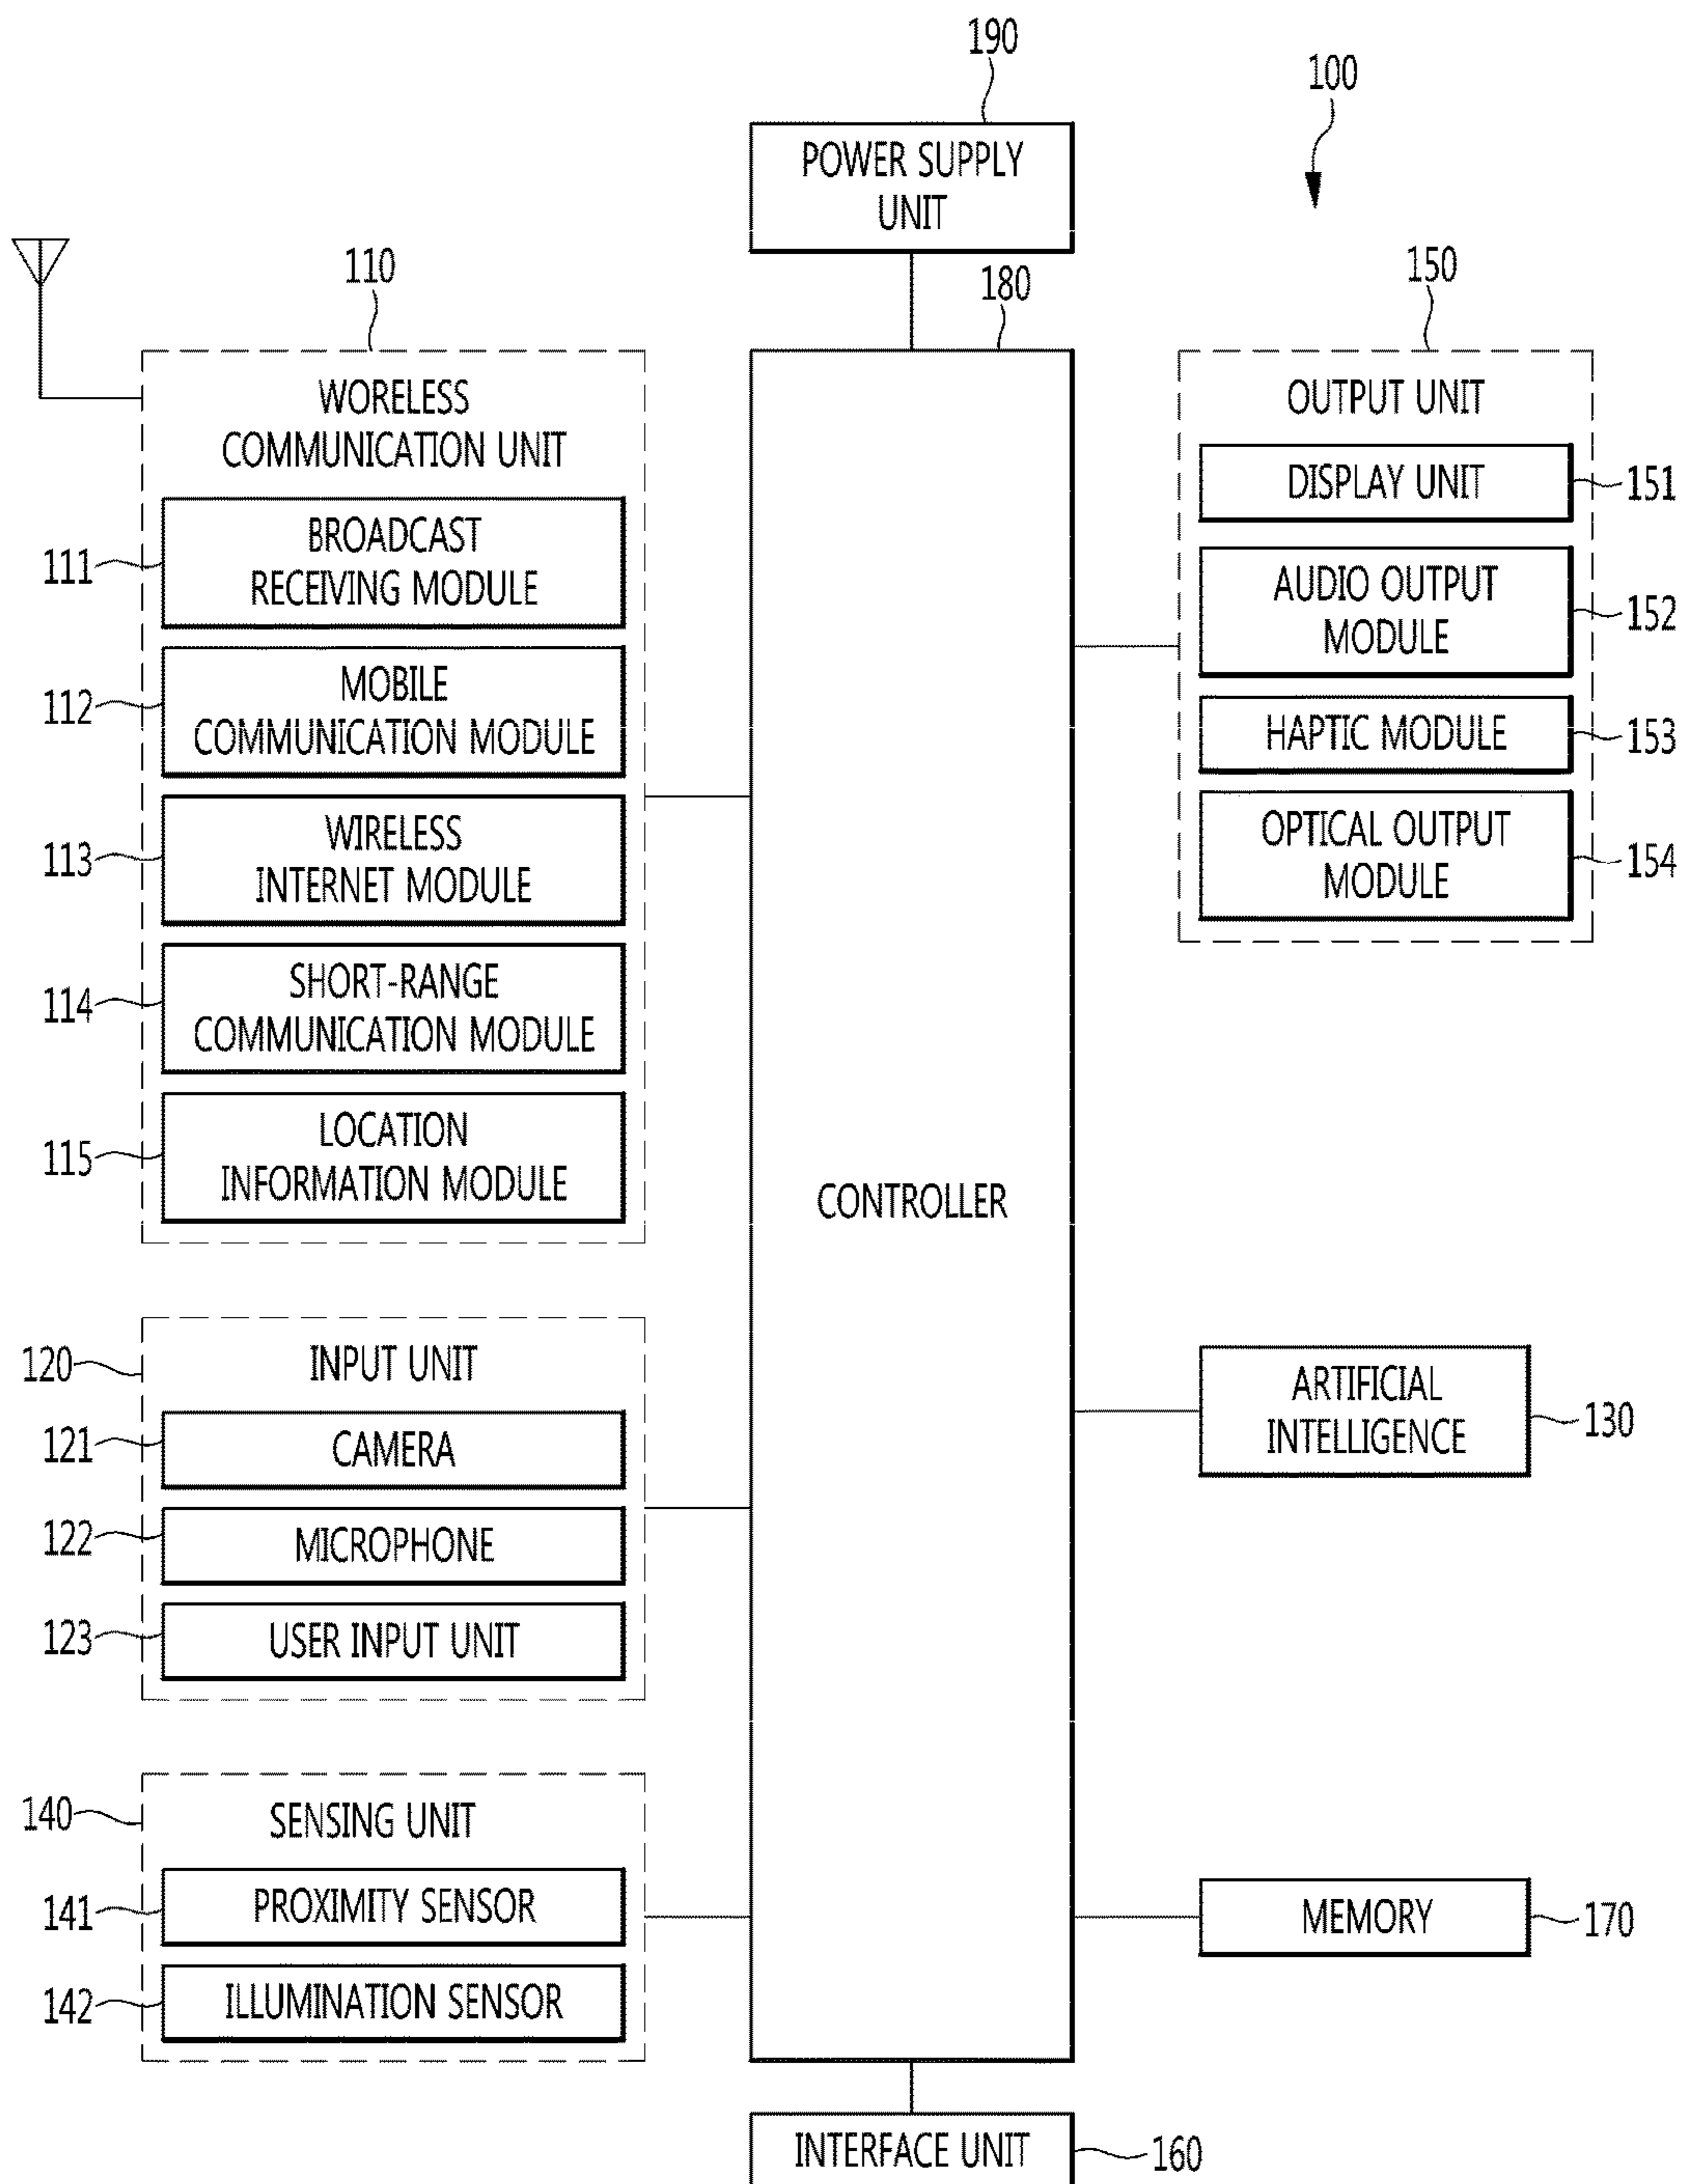 190
100
POWER SUPPLY
UNIT
110
180
150
WORELESS
COMMUNICATION UNIT
111
BROADCAST
RECEIVING MODULE
112
MOBILE
COMMUNICATION MODULE
113
WIRELESS
INTERNET MODULE
114
SHORT-RANGE
COMMUNICATION MODULE
115
LOCATION
INFORMATION MODULE
120
INPUT UNIT
121
CAMERA
122
MICROPHONE
123
USER INPUT UNIT
140
SENSING UNIT
141
PROXIMITY SENSOR
142
ILLUMINATION SENSOR
CONTROLLER
OUTPUT UNIT
DISPLAY UNIT
151
AUDIO OUTPUT
MODULE
152
HAPTIC MODULE
153
OPTICAL OUTPUT
MODULE
154
ARTIFICIAL
INTELLIGENCE
130
MEMORY
170
INTERFACE UNIT
160